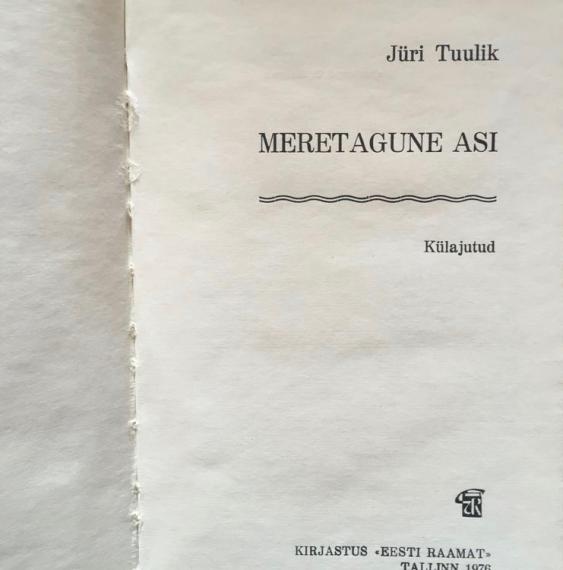 Jüri Tuulik
MERETAGUNE ASI
Külajutud
KIRJASTUS «EESTI RAAMAT»
TALLINN 1976